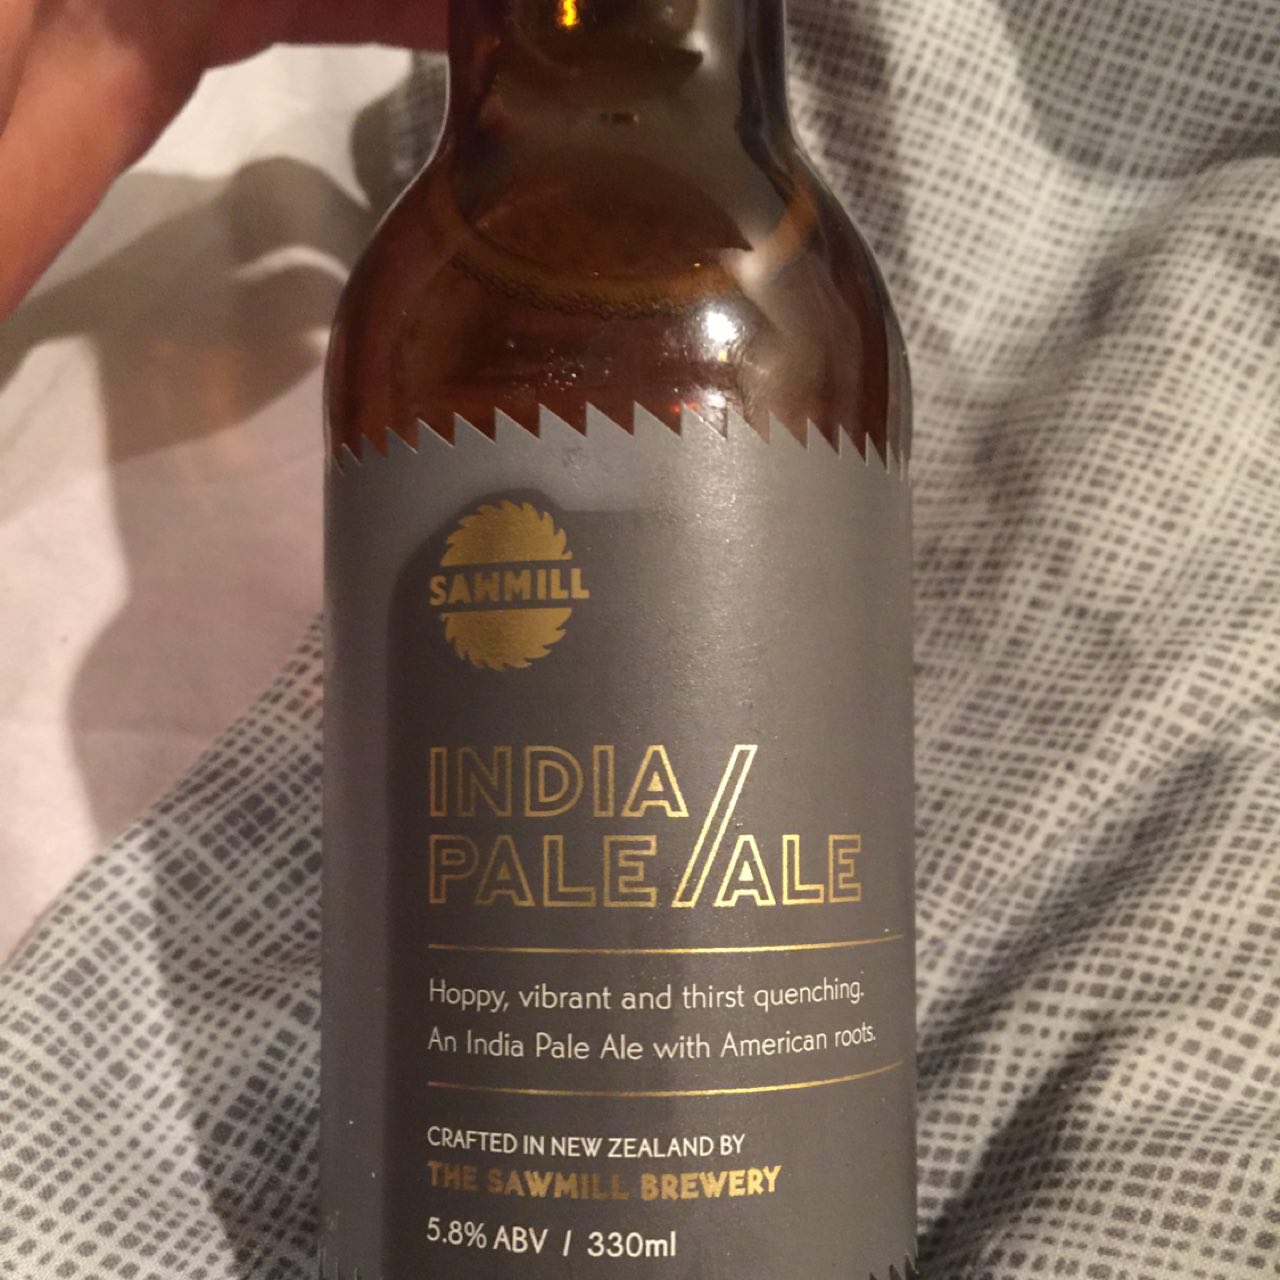 SAWMILL
INDIA
PALE/ALE
Hoppy, vibrant and thirst quenching.
An India Pale Ale with American roots.
CRAFTED IN NEW ZEALAND BY
THE SAWMILL BREWERY
5.8% ABV / 330ml